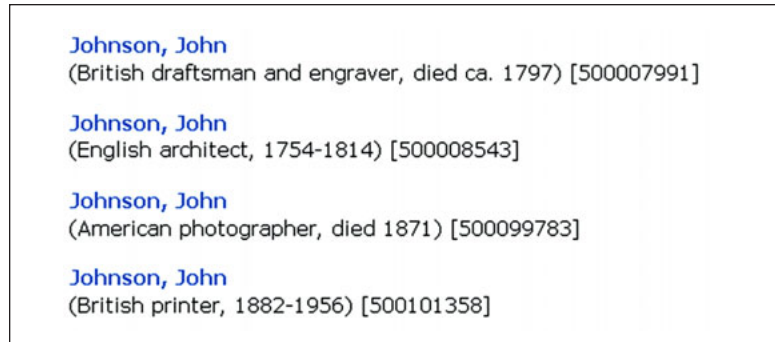 Johnson, John
(British draftsman and engraver, died ca. 1797) [500007991]
Johnson, John
(English architect, 1754-1814) [500008543]
Johnson, John
(American photographer, died 1871) [500099783]
Johnson, John
(British printer, 1882-1956) [500101358]